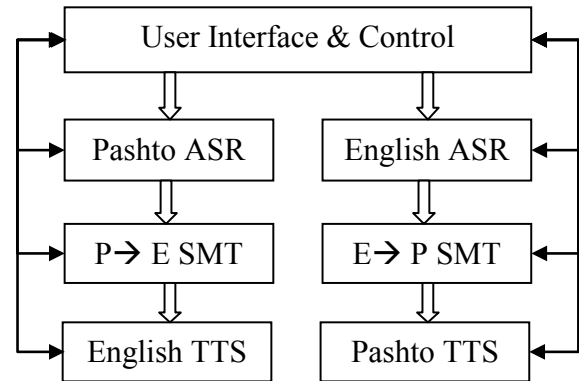 User Interface & Control
Pashto ASR
English ASR
P→ E SMT
E→ P SMT
English TTS
Pashto TTS